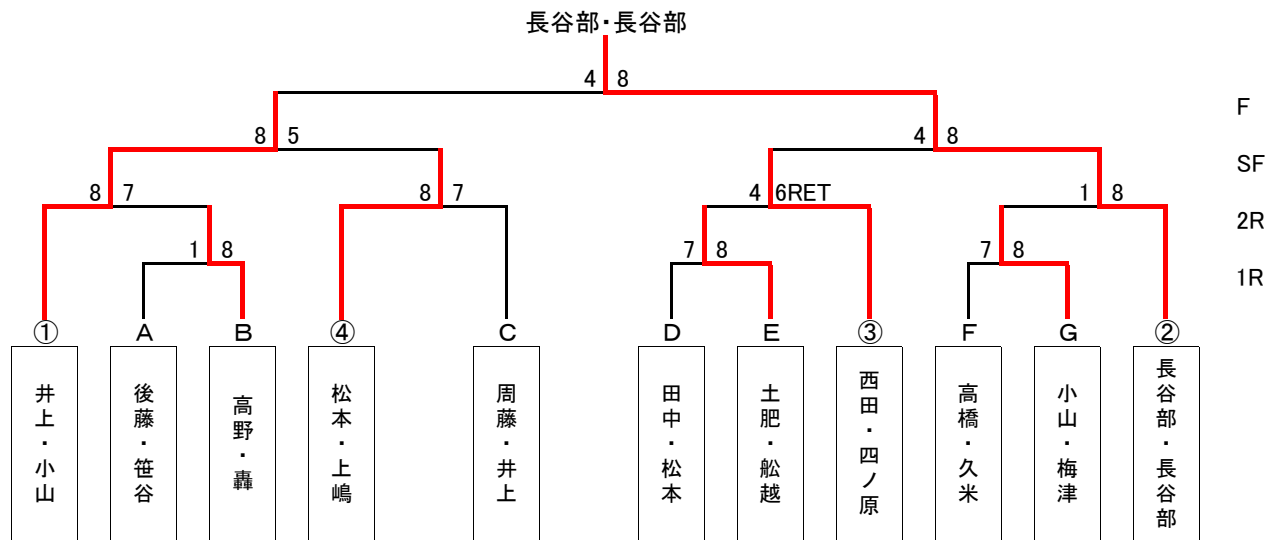 長谷部・長谷部
4 8
F
8 5
4 8
SF
8 7
8 7
4 6RET
1 8
2R
1 8
7 8
7 8
1R
① A B ④ C D E ③ F G ②
井上・小山
後藤・笹谷
高野・轟
松本・上嶋
周藤・井上
田中・松本
土肥・舩越
西田・四ノ原
高橋・久米
小山・梅津
長谷部・長谷部